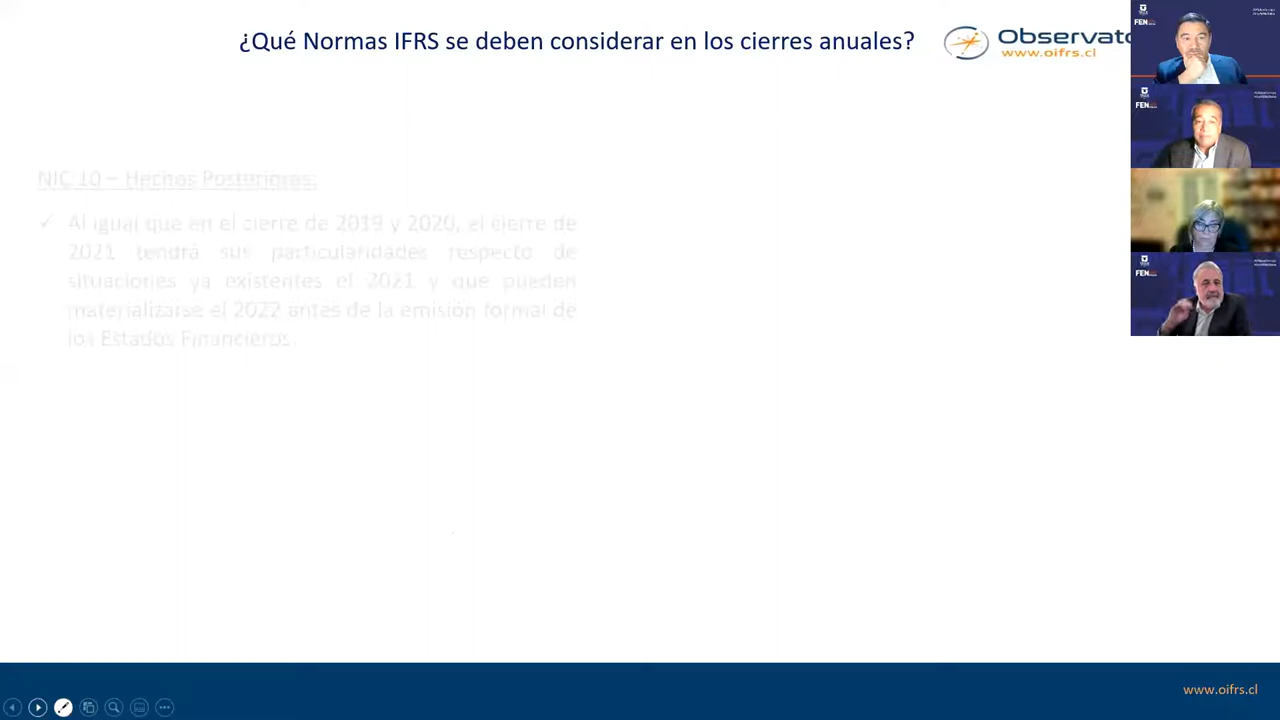 ¿Qué Normas IFRS se deben considerar en los cierres anuales?
Observato
www.oifrs.cl
NIC 10 – Hechos Posteriores:
✓ Al igual que en el cierre de 2019 y 2020, el cierre de
2021 tendrá sus particularidades respecto de
situaciones ya existentes el 2021 y que pueden
materializarse el 2022 antes de la emisión formal de
los Estados Financieros.
FEN
FEN
FEN
www.oifrs.cl